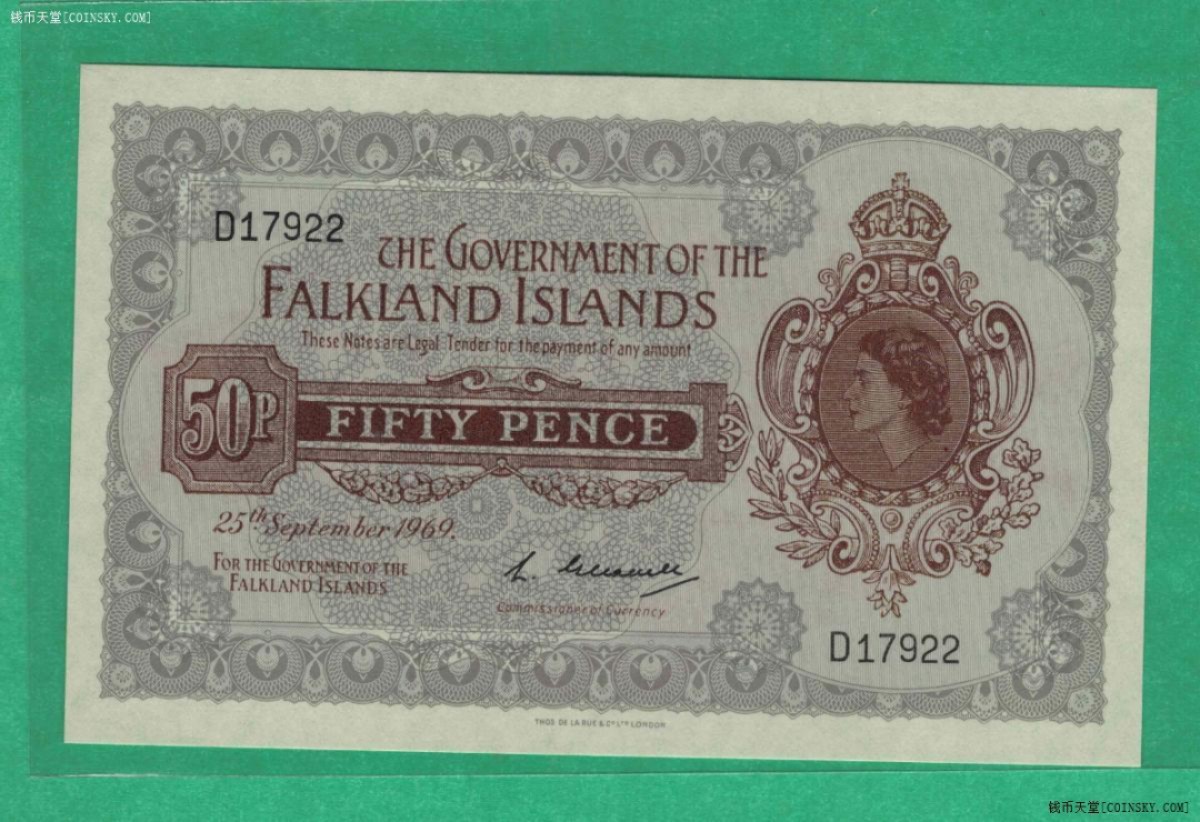 钱币天堂[COINSKY.COM]
D17922
THE GOVERNMENT OF THE
FALKLAND ISLANDS
These Notes are Legal Tender for the payment of any amount
50P
FIFTY PENCE
25th September 1969.
FOR THE GOVERNMENT OF THE
FALKLAND ISLANDS
Commissioner of Currency
D17922
THOS. DE LA RUE & Co. LTD LONDON
钱币天堂[COINSKY.COM]